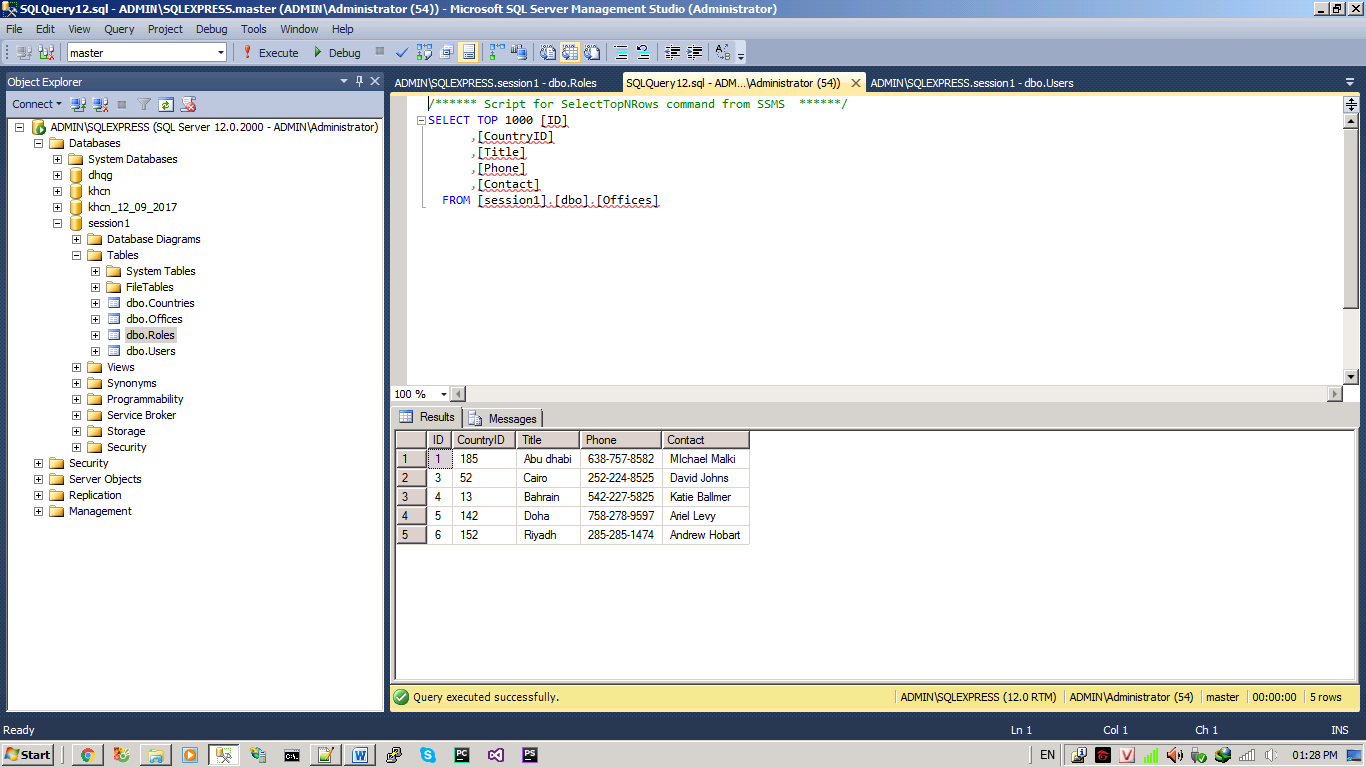 SQLQuery12.sql - ADMIN\SQLEXPRESS.master (ADMIN\Administrator (54)) - Microsoft SQL Server Management Studio (Administrator)
File Edit View Query Project Debug Tools Window Help
master Execute Debug
Object Explorer
Connect
ADMIN\SQLEXPRESS (SQL Server 12.0.2000 - ADMIN\Administrator)
Databases
System Databases
dhqg
khcn
khcn_12_09_2017
session1
Database Diagrams
Tables
System Tables
FileTables
dbo.Countries
dbo.Offices
dbo.Roles
dbo.Users
Views
Synonyms
Programmability
Service Broker
Storage
Security
Security
Server Objects
Replication
Management
ADMIN\SQLEXPRESS.session1 - dbo.Roles SQLQuery12.sql - ADM...\Administrator (54)) ADMIN\SQLEXPRESS.session1 - dbo.Users
/****** Script for SelectTopNRows command from SSMS ******/
SELECT TOP 1000 [ID]
,[CountryID]
,[Title]
,[Phone]
,[Contact]
FROM [session1].[dbo].[Offices]
100 %
Results Messages
ID CountryID Title Phone Contact
1 1 185 Abu dhabi 638-757-8582 MIchael Malki
2 3 52 Cairo 252-224-8525 David Johns
3 4 13 Bahrain 542-227-5825 Katie Ballmer
4 5 142 Doha 758-278-9597 Ariel Levy
5 6 152 Riyadh 285-285-1474 Andrew Hobart
Query executed successfully. ADMIN\SQLEXPRESS (12.0 RTM) ADMIN\Administrator (54) master 00:00:00 5 rows
Ready Ln 1 Col 1 Ch 1 INS
Start W PC PS EN V 01:28 PM